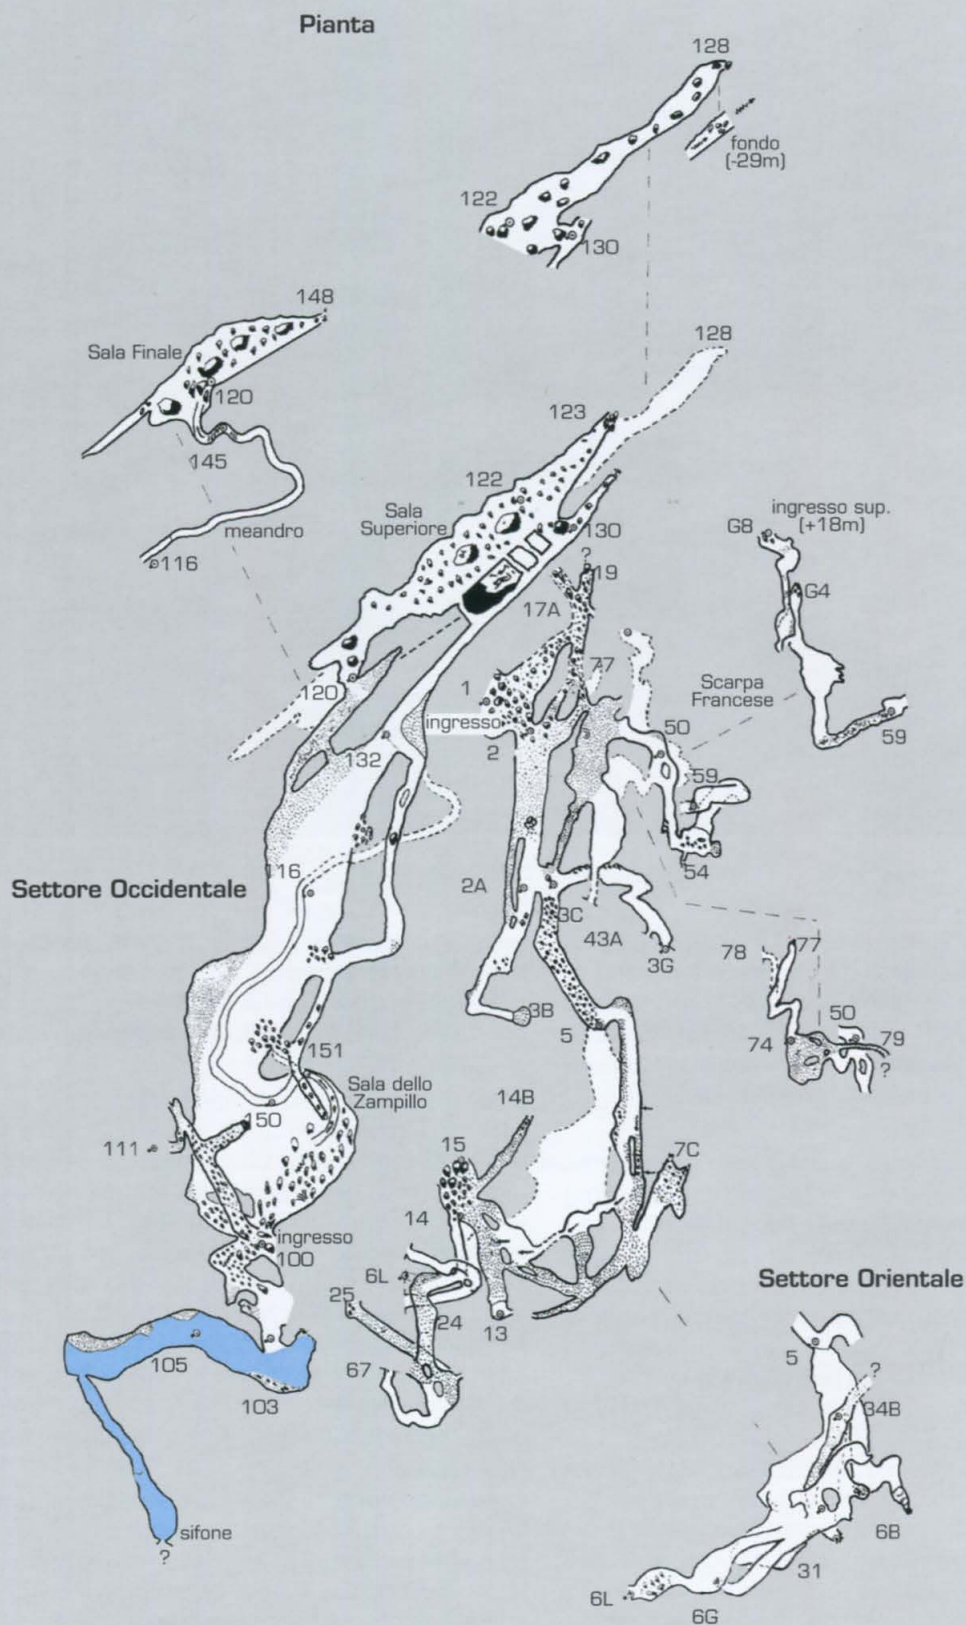 Pianta
128
fondo
(-29m)
122
130
148
Sala Finale
120
145
meandro
116
128
123
122
Sala
Superiore
130
?
19
17A
ingresso sup.
(+18m)
G8
G4
77
1
120
ingresso
2
Scarpa
Francese
50
59
132
59
54
16
Settore Occidentale
2A
3C
43A
3G
78
77
3B
5
50
74
79
?
151
Sala dello
Zampillo
50
14B
111
15
7C
ingresso
100
14
6L
Settore Orientale
25
24
13
5
105
67
?
103
34B
sifone
?
6B
31
6L
6G